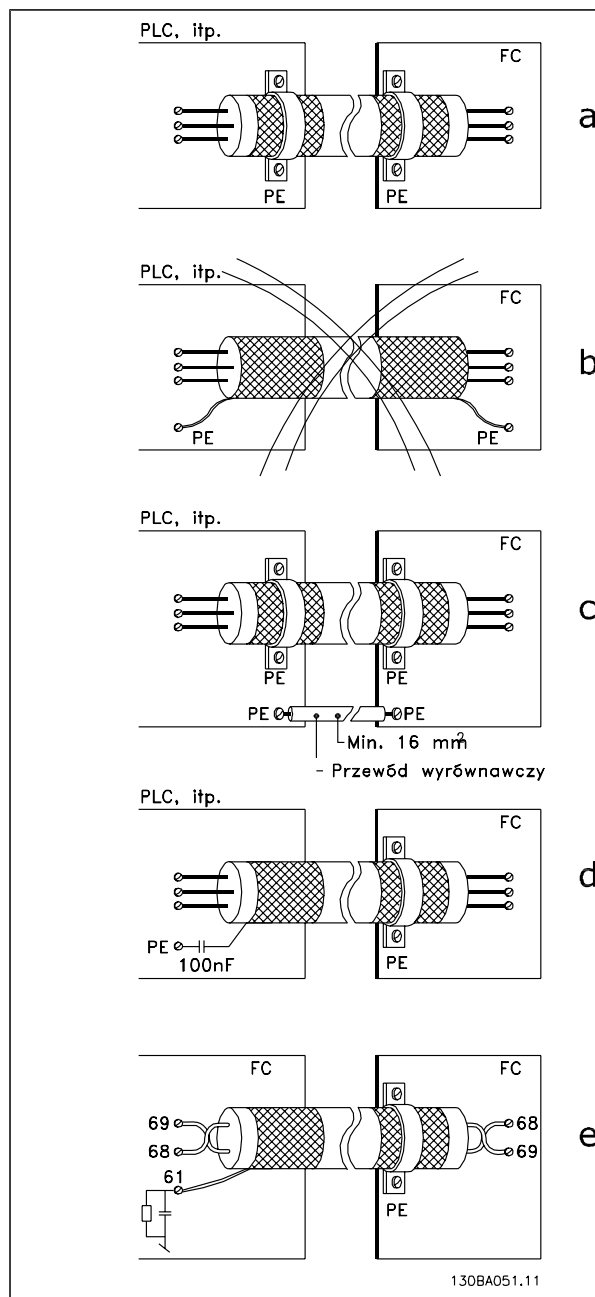 PLC, itp.
FC
a
PE
PE
PLC, itp.
FC
b
PE
PE
PLC, itp.
FC
c
PE
PE
PE
PE
Min. 16 mm²
Przewód wyrównawczy
PLC, itp.
FC
d
PE
100nF
PE
FC
FC
e
69
68
68
69
61
PE
130BA051.11